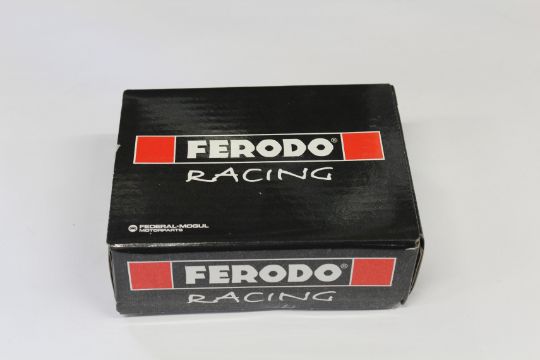 FERODO®
RACING
FEDERAL-MOGUL
MOTORPARTS
FERODO®
RACING